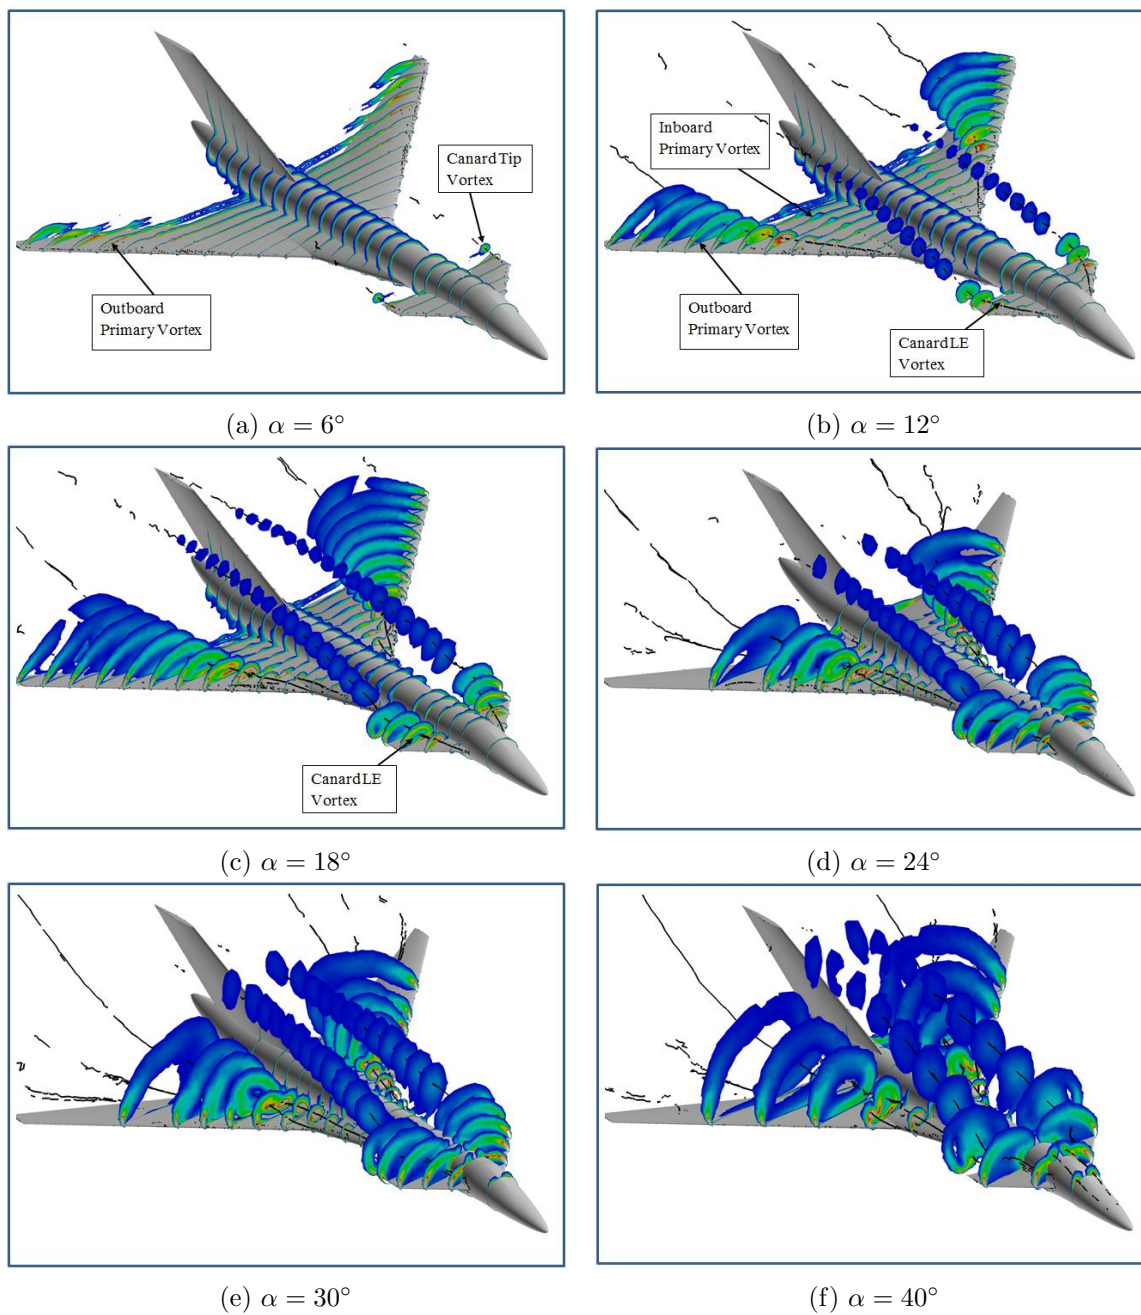 Canard Tip
Vortex
Outboard
Primary Vortex
(a) α = 6°
Inboard
Primary Vortex
Outboard
Primary Vortex
Canard LE
Vortex
(b) α = 12°
Canard LE
Vortex
(c) α = 18°
(d) α = 24°
(e) α = 30°
(f) α = 40°